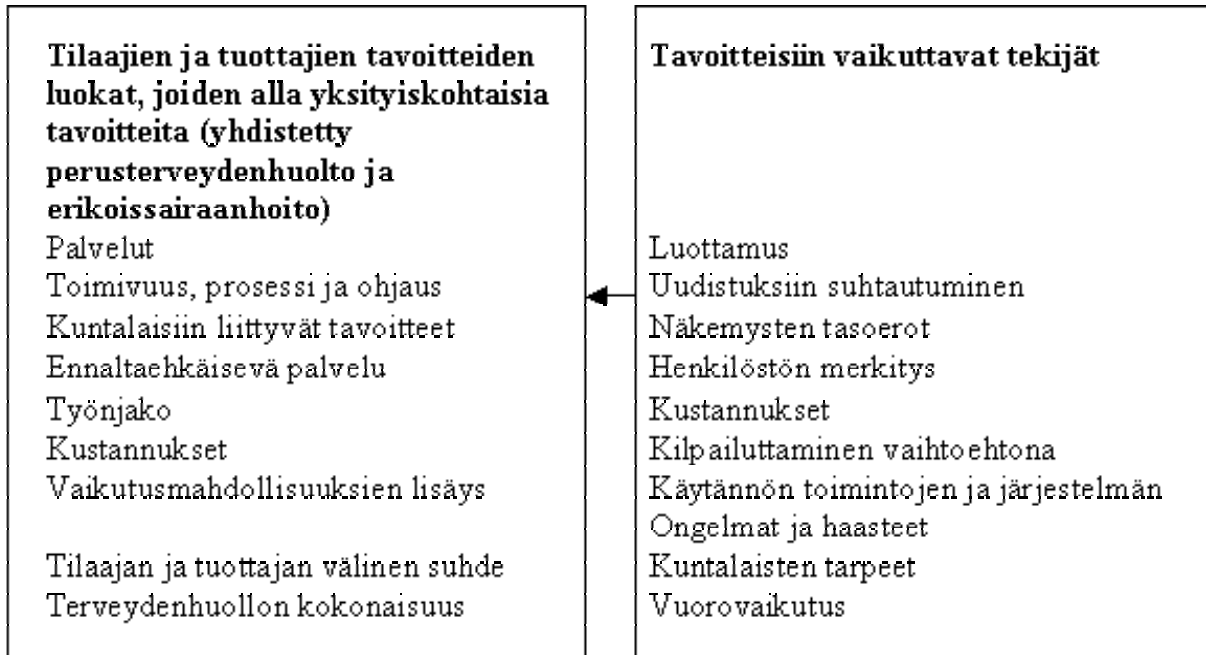 Tilaajien ja tuottajien tavoitteiden
luokat, joiden alla yksityiskohtaisia
tavoitteita (yhdistetty
perusterveydenhuolto ja
erikoissairaanhoito)
Palvelut
Toimivuus, prosessi ja ohjaus
Kuntalaisiin liittyvät tavoitteet
Ennaltaehkäisevä palvelu
Työnjako
Kustannukset
Vaikutusmahdollisuuksien lisäys
Tilaajan ja tuottajan välinen suhde
Terveydenhuollon kokonaisuus
Tavoitteisiin vaikuttavat tekijät
Luottamus
Uudistuksiin suhtautuminen
Näkemysten tasoerot
Henkilöstön merkitys
Kustannukset
Kilpailuttaminen vaihtoehtona
Käytännön toimintojen ja järjestelmän
Ongelmat ja haasteet
Kuntalaisten tarpeet
Vuorovaikutus